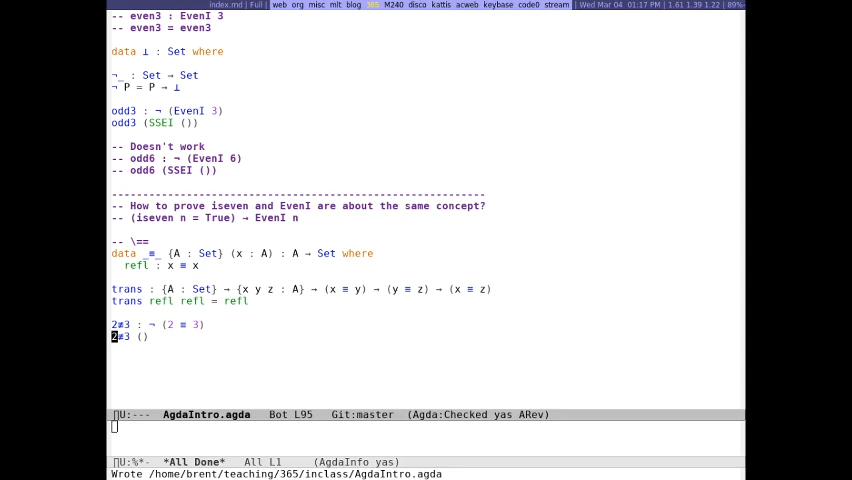 index.md | Full | web org misc mlt blog 365 M240 disco kattis acweb keybase code0 stream | Wed Mar 04 | 01:17 PM | 1.61 1.39 1.22 | 89%-
-- even3 : EvenI 3
-- even3 = even3
data ⊥ : Set where
¬_ : Set → Set
¬ P = P → ⊥
odd3 : ¬ (EvenI 3)
odd3 (SSEI ())
-- Doesn't work
-- odd6 : ¬ (EvenI 6)
-- odd6 (SSEI ())
-------------------------------------------------------------
-- How to prove iseven and EvenI are about the same concept?
-- (iseven n = True) → EvenI n
-- \==
data _≡_ {A : Set} (x : A) : A → Set where
refl : x ≡ x
trans : {A : Set} → {x y z : A} → (x ≡ y) → (y ≡ z) → (x ≡ z)
trans refl refl = refl
2≢3 : ¬ (2 ≡ 3)
2≢3 ()
U:--- AgdaIntro.agda Bot L95 Git:master (Agda:Checked yas ARev)
U:%*- *All Done* All L1 (AgdaInfo yas)
Wrote /home/brent/teaching/365/inclass/AgdaIntro.agda